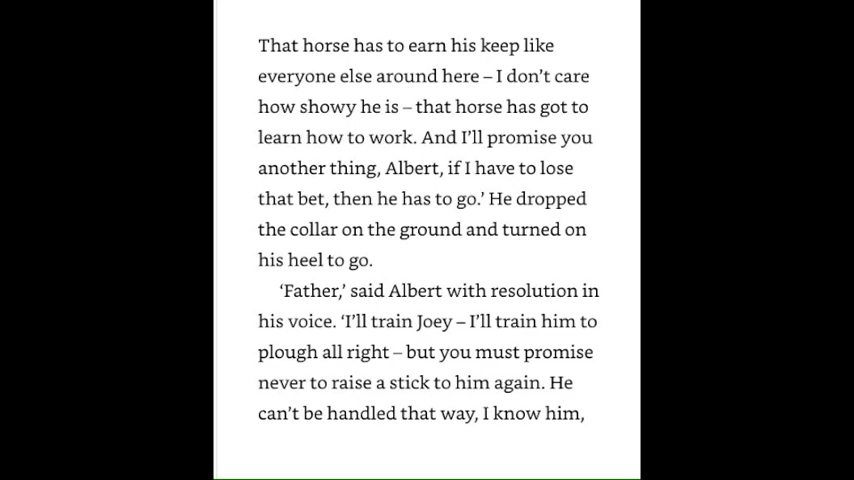 That horse has to earn his keep like
everyone else around here – I don’t care
how showy he is – that horse has got to
learn how to work. And I’ll promise you
another thing, Albert, if I have to lose
that bet, then he has to go.’ He dropped
the collar on the ground and turned on
his heel to go.
‘Father,’ said Albert with resolution in
his voice. ‘I’ll train Joey – I’ll train him to
plough all right – but you must promise
never to raise a stick to him again. He
can’t be handled that way, I know him,